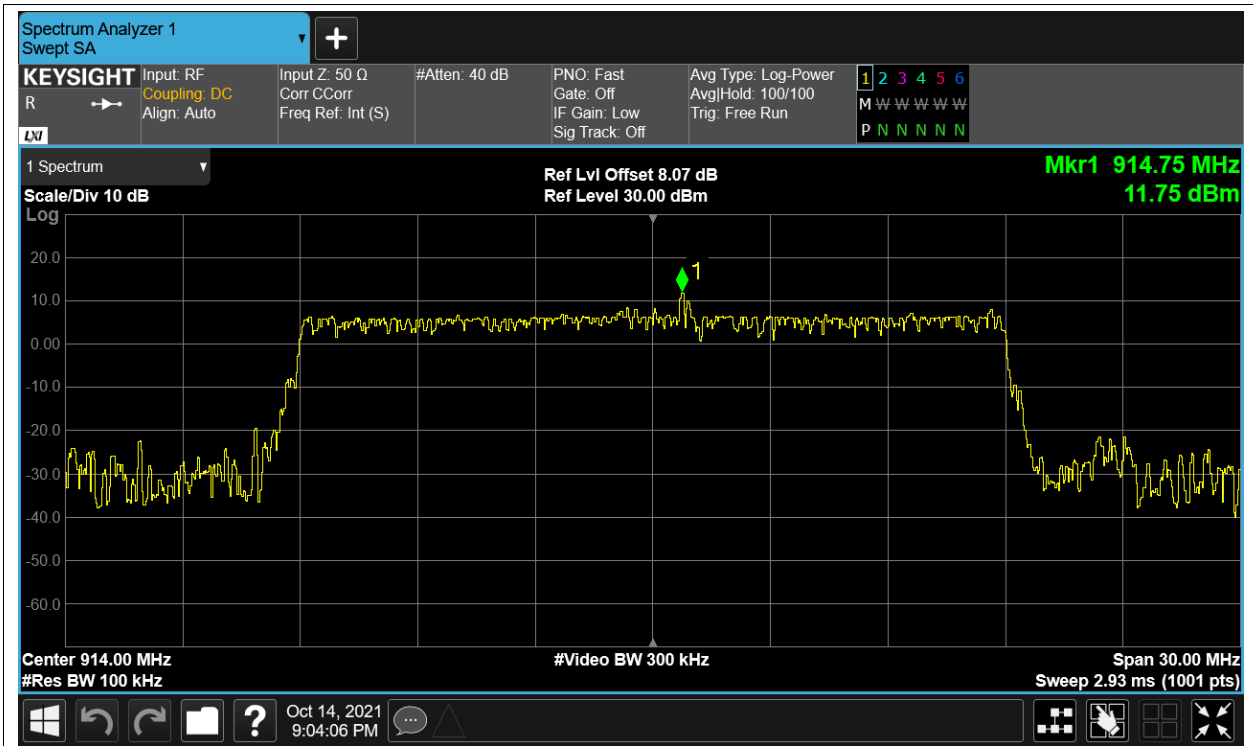 Spectrum Analyzer 1
Swept SA
KEYSIGHT
R
LXI
Input: RF
Coupling: DC
Align: Auto
Input Z: 50 Ω
Corr CCorr
Freq Ref: Int (S)
#Atten: 40 dB
PNO: Fast
Gate: Off
IF Gain: Low
Sig Track: Off
Avg Type: Log-Power
Avg|Hold: 100/100
Trig: Free Run
1 2 3 4 5 6
M W W W W W
P N N N N N
1 Spectrum
Scale/Div 10 dB
Log
Ref Lvl Offset 8.07 dB
Ref Level 30.00 dBm
Mkr1 914.75 MHz
11.75 dBm
1
20.0
10.0
0.00
-10.0
-20.0
-30.0
-40.0
-50.0
-60.0
Center 914.00 MHz
#Res BW 100 kHz
#Video BW 300 kHz
Span 30.00 MHz
Sweep 2.93 ms (1001 pts)
?
Oct 14, 2021
9:04:06 PM